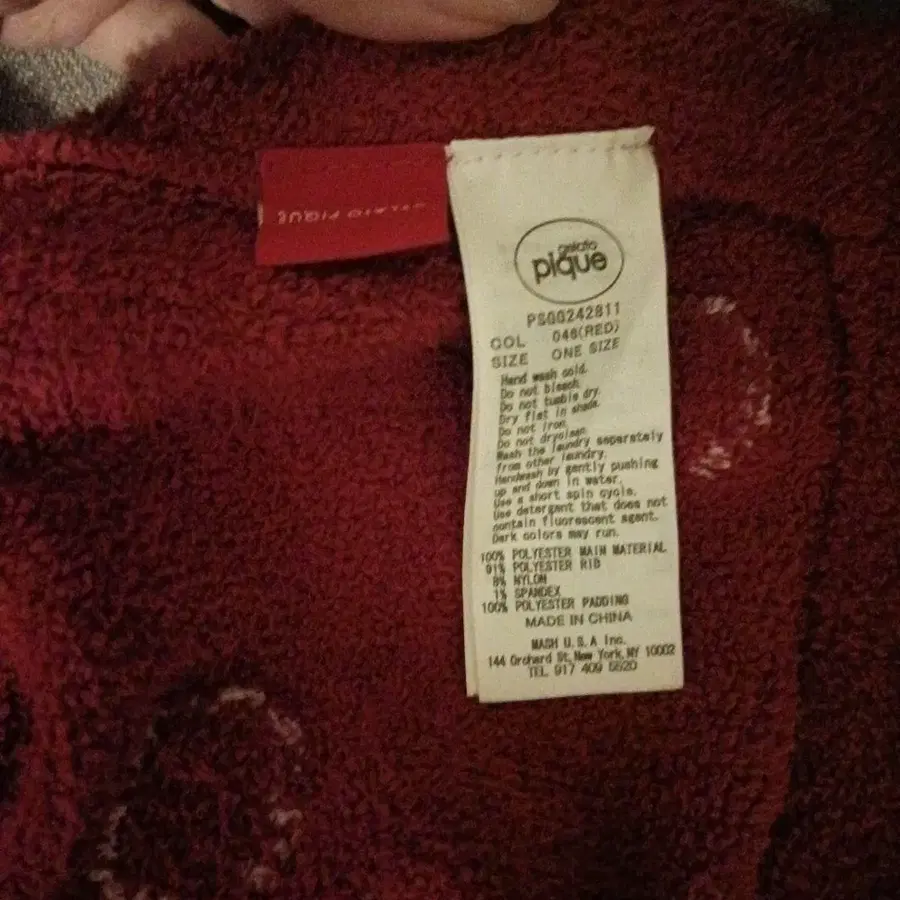 GELATO PIQUE
gelato
pique
PSGG242811
COL 046(RED)
SIZE ONE SIZE
Hand wash cold.
Do not bleach.
Do not tumble dry.
Dry flat in shade.
Do not iron.
Do not dryclean
Wash the laundry separately
from other laundry.
Handwash by gently pushing
up and down in water.
Use a short spin cycle.
Use detergent that does not
contain fluorescent agent.
Dark colors may run.
100% POLYESTER MAIN MATERIAL
91% POLYESTER RIB
8% NYLON
1% SPANDEX
100% POLYESTER PADDING
MADE IN CHINA
MASH U.S.A Inc.
144 Orchard St, New York, NY 10002
TEL 917 409 5520